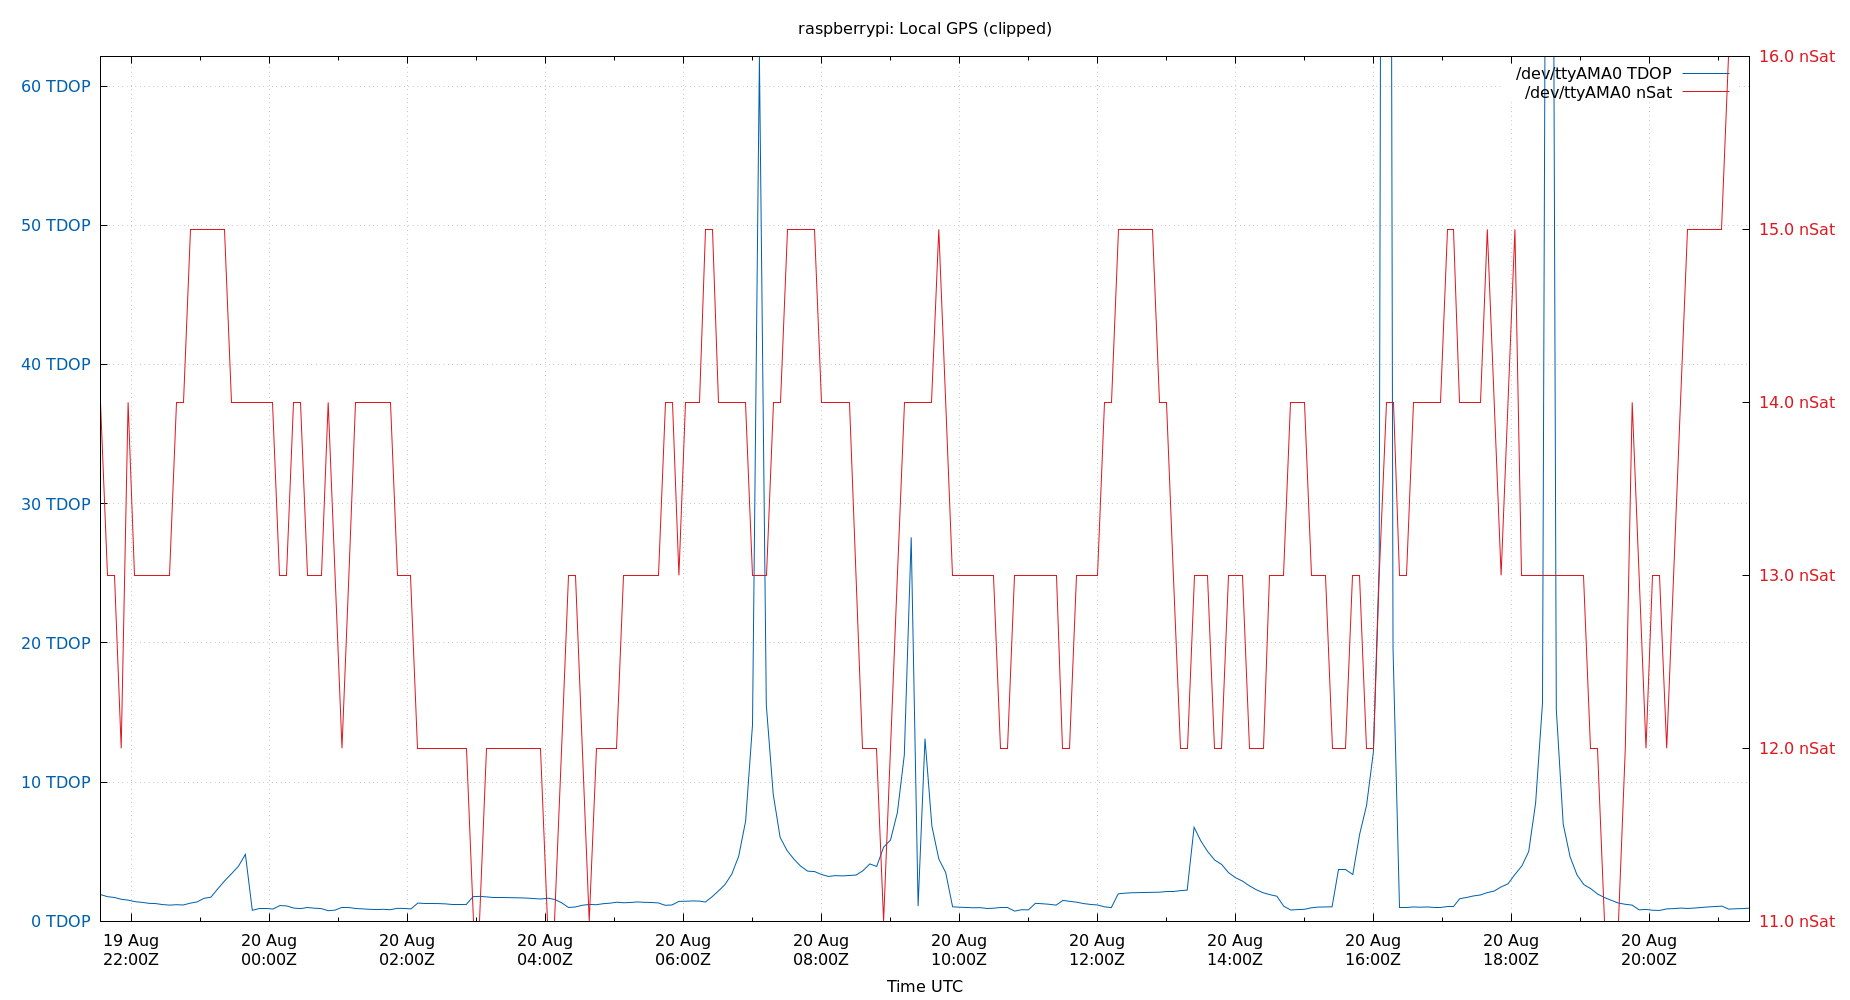 raspberrypi: Local GPS (clipped)
16.0 nSat
/dev/ttyAMA0 TDOP
60 TDOP
/dev/ttyAMA0 nSat
50 TDOP
15.0 nSat
40 TDOP
14.0 nSat
30 TDOP
13.0 nSat
20 TDOP
12.0 nSat
10 TDOP
0 TDOP
11.0 nSat
19 Aug 20 Aug 20 Aug 20 Aug 20 Aug 20 Aug 20 Aug 20 Aug 20 Aug 20 Aug 20 Aug 20 Aug
22:00Z 00:00Z 02:00Z 04:00Z 06:00Z 08:00Z 10:00Z 12:00Z 14:00Z 16:00Z 18:00Z 20:00Z
Time UTC